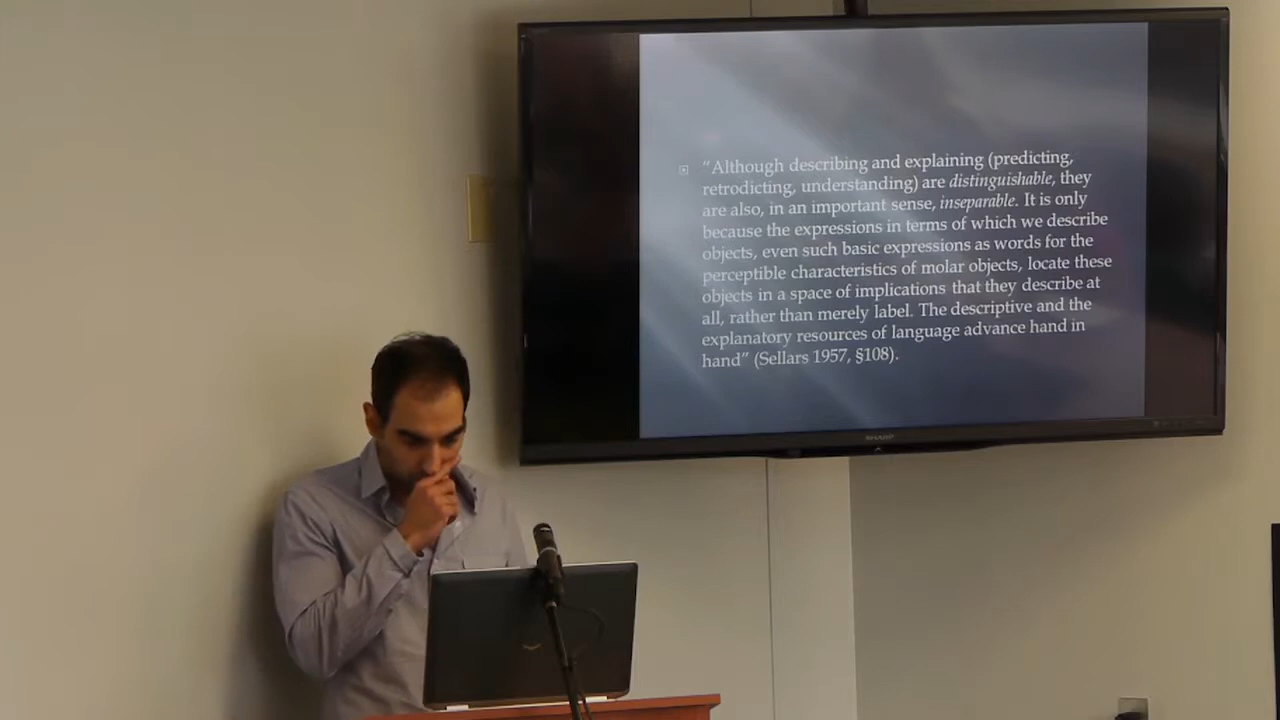 “Although describing and explaining (predicting,
retrodicting, understanding) are distinguishable, they
are also, in an important sense, inseparable. It is only
because the expressions in terms of which we describe
objects, even such basic expressions as words for the
perceptible characteristics of molar objects, locate these
objects in a space of implications that they describe at
all, rather than merely label. The descriptive and the
explanatory resources of language advance hand in
hand” (Sellars 1957, §108).
SHARP